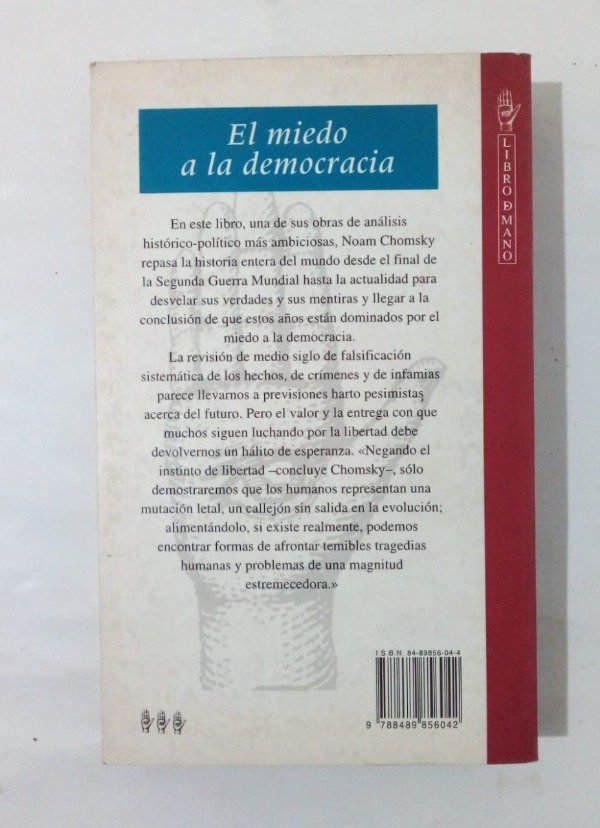 El miedo
a la democracia
En este libro, una de sus obras de análisis
histórico-político más ambiciosas, Noam Chomsky
repasa la historia entera del mundo desde el final de
la Segunda Guerra Mundial hasta la actualidad para
desvelar sus verdades y sus mentiras y llegar a la
conclusión de que estos años están dominados por el
miedo a la democracia.
La revisión de medio siglo de falsificación
sistemática de los hechos, de crímenes y de infamias
parece llevarnos a previsiones harto pesimistas
acerca del futuro. Pero el valor y la entrega con que
muchos siguen luchando por la libertad debe
devolvernos un hálito de esperanza. «Negando el
instinto de libertad –concluye Chomsky–, sólo
demostraremos que los humanos representan una
mutación letal, un callejón sin salida en la evolución;
alimentándolo, si existe realmente, podemos
encontrar formas de afrontar temibles tragedias
humanas y problemas de una magnitud
estremecedora.»
I.S.B.N. 84-89856-04-4
9 788489 856042
LIBRO DE MANO